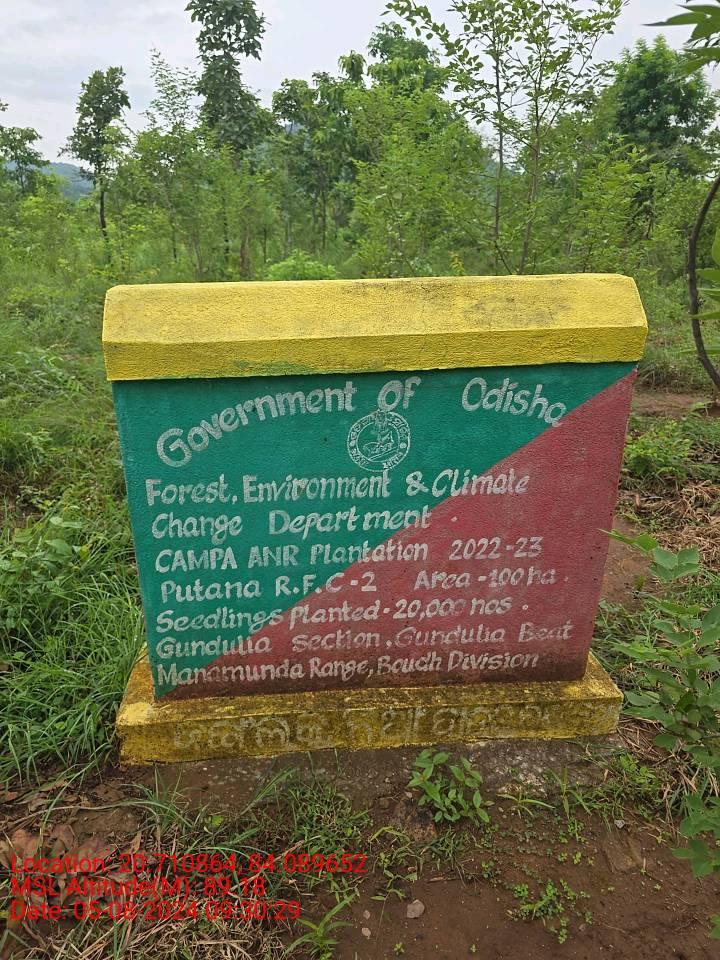 Government Of Odisha
Forest, Environment & Climate
Change Department.
CAMPA ANR Plantation 2022-23
Putana R.F.C-2 Area-100ha.
Seedlings Planted-20,000 nos.
Gundulia section, Gundulia Beat
Manamunda Range, Boudh Division
Location: 20.710864, 84.089652
MSL Altitude(M): 89.18
Date: 05-08-2024 09:30:29